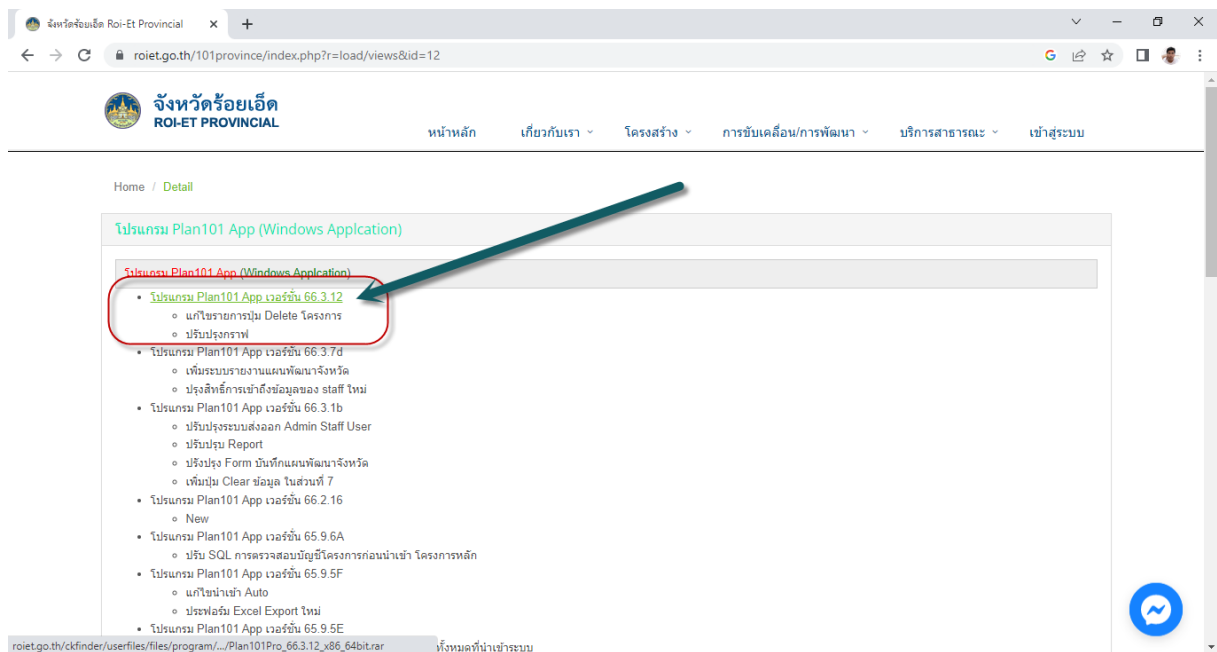 จังหวัดร้อยเอ็ด Roi-Et Provincial
roiet.go.th/101province/index.php?r=load/views&id=12
จังหวัดร้อยเอ็ด
ROI-ET PROVINCIAL
หน้าหลัก เกี่ยวกับเรา โครงสร้าง การขับเคลื่อน/การพัฒนา บริการสาธารณะ เข้าสู่ระบบ
Home / Detail
โปรแกรม Plan101 App (Windows Applcation)
โปรแกรม Plan101 App (Windows Applcation)
โปรแกรม Plan101 App เวอร์ชั่น 66.3.12
แก้ไขรายการปุ่ม Delete โครงการ
ปรับปรุงกราฟ
โปรแกรม Plan101 App เวอร์ชั่น 66.3.7d
เพิ่มระบบรายงานแผนพัฒนาจังหวัด
ปรุงสิทธิ์การเข้าถึงข้อมูลของ staff ใหม่
โปรแกรม Plan101 App เวอร์ชั่น 66.3.1b
ปรับปรุงระบบส่งออก Admin Staff User
ปรับปรุบ Report
ปรังปรุง Form บันทึกแผนพัฒนาจังหวัด
เพิ่มปุ่ม Clear ข้อมูล ในส่วนที่ 7
โปรแกรม Plan101 App เวอร์ชั่น 66.2.16
New
โปรแกรม Plan101 App เวอร์ชั่น 65.9.6A
ปรับ SQL การตรวจสอบบัญชีโครงการก่อนนำเข้า โครงการหลัก
โปรแกรม Plan101 App เวอร์ชั่น 65.9.5F
แก้ไขนำเข้า Auto
ประฟอร์ม Excel Export ใหม่
โปรแกรม Plan101 App เวอร์ชั่น 65.9.5E
roiet.go.th/ckfinder/userfiles/files/program/.../Plan101Pro_66.3.12_x86_64bit.rar ทั้งหมดที่นำเข้าระบบ